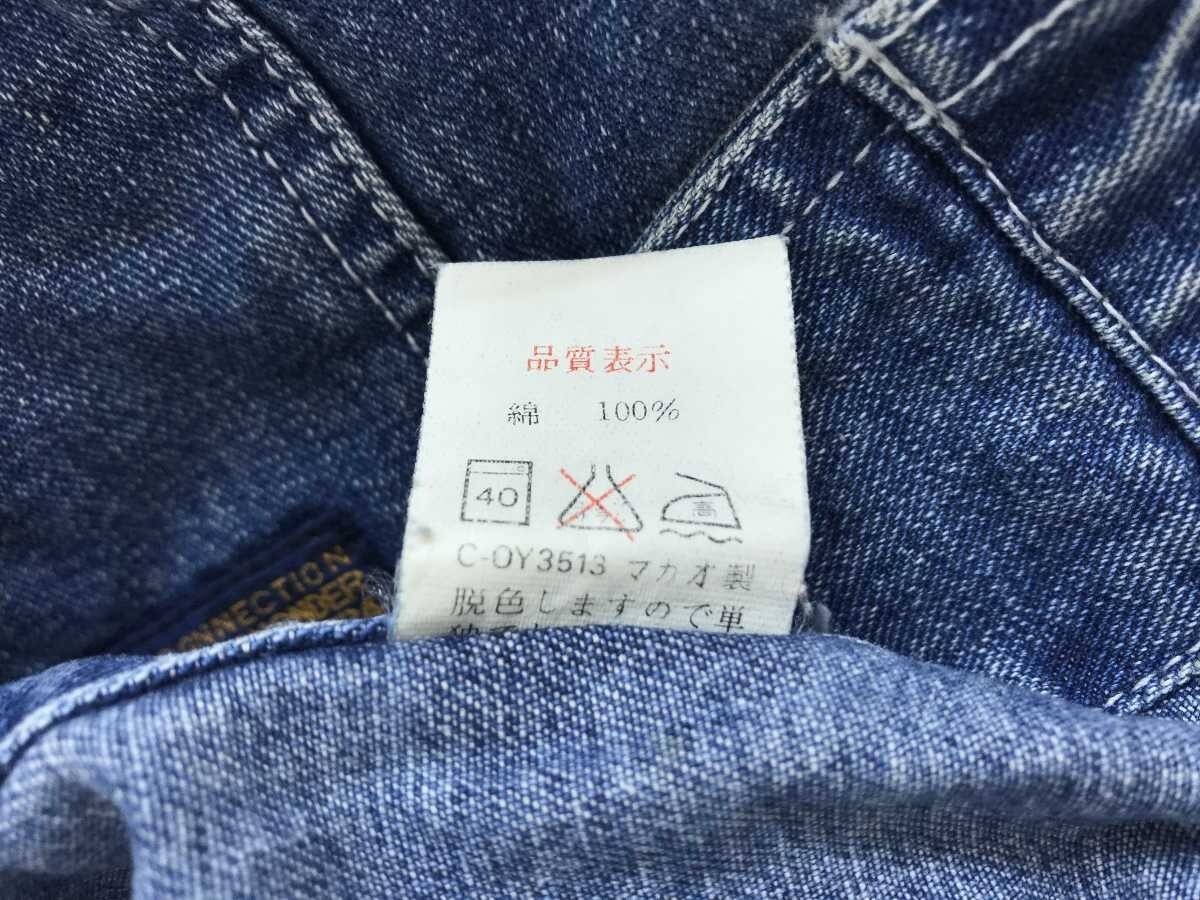 品質表示
綿 100%
40 高
C-OY3513 マカオ製
脱色しますので単